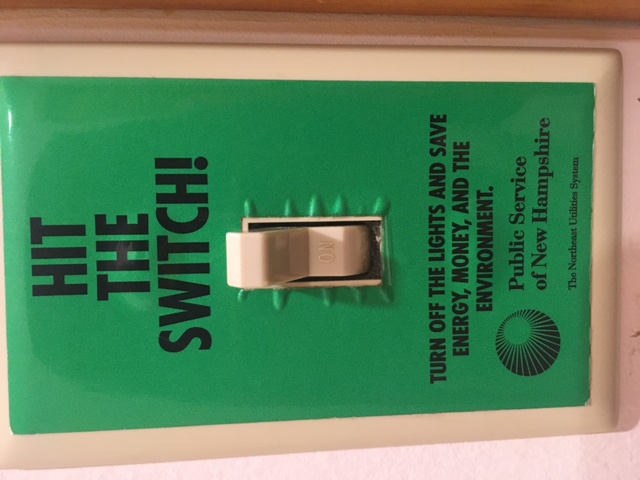 HIT
THE
SWITCH!
ON
TURN OFF THE LIGHTS AND SAVE
ENERGY, MONEY, AND THE
ENVIRONMENT.
Public Service
of New Hampshire
The Northeast Utilities System